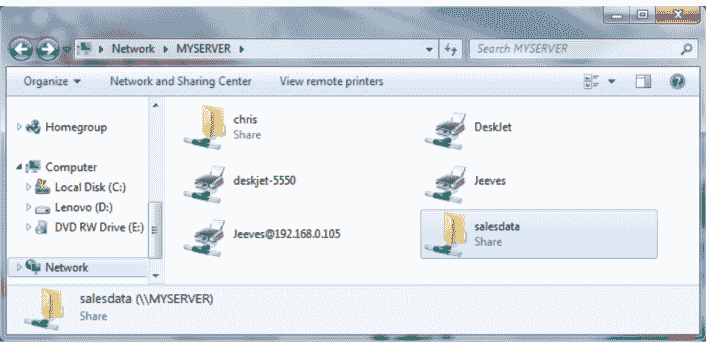 Network ▸ MYSERVER ▸
Search MYSERVER
Organize ▾ Network and Sharing Center View remote printers
Homegroup
Computer
Local Disk (C:)
Lenovo (D:)
DVD RW Drive (E:)
Network
chris
Share
DeskJet
deskjet-5550
Jeeves
Jeeves@192.168.0.105
salesdata
Share
salesdata (\\MYSERVER)
Share